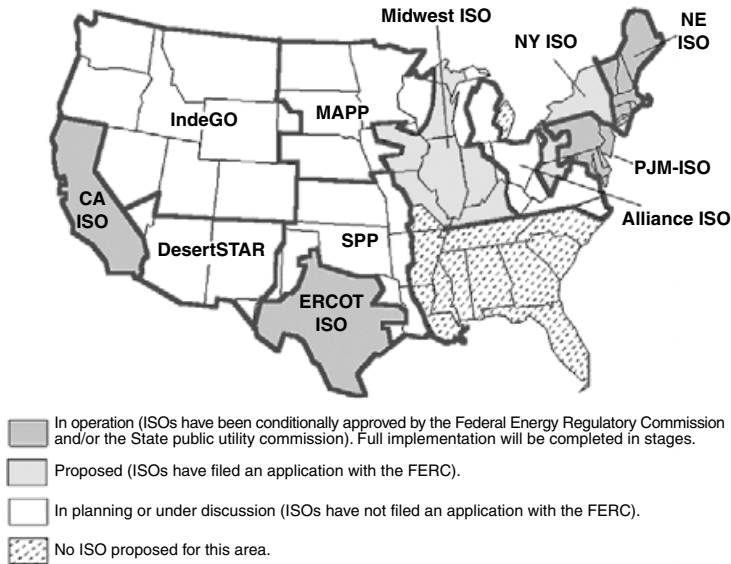 Midwest ISO
NE
ISO
NY ISO
IndeGO
MAPP
PJM-ISO
CA
ISO
Alliance ISO
DesertSTAR
SPP
ERCOT
ISO
In operation (ISOs have been conditionally approved by the Federal Energy Regulatory Commission
and/or the State public utility commission). Full implementation will be completed in stages.
Proposed (ISOs have filed an application with the FERC).
In planning or under discussion (ISOs have not filed an application with the FERC).
No ISO proposed for this area.